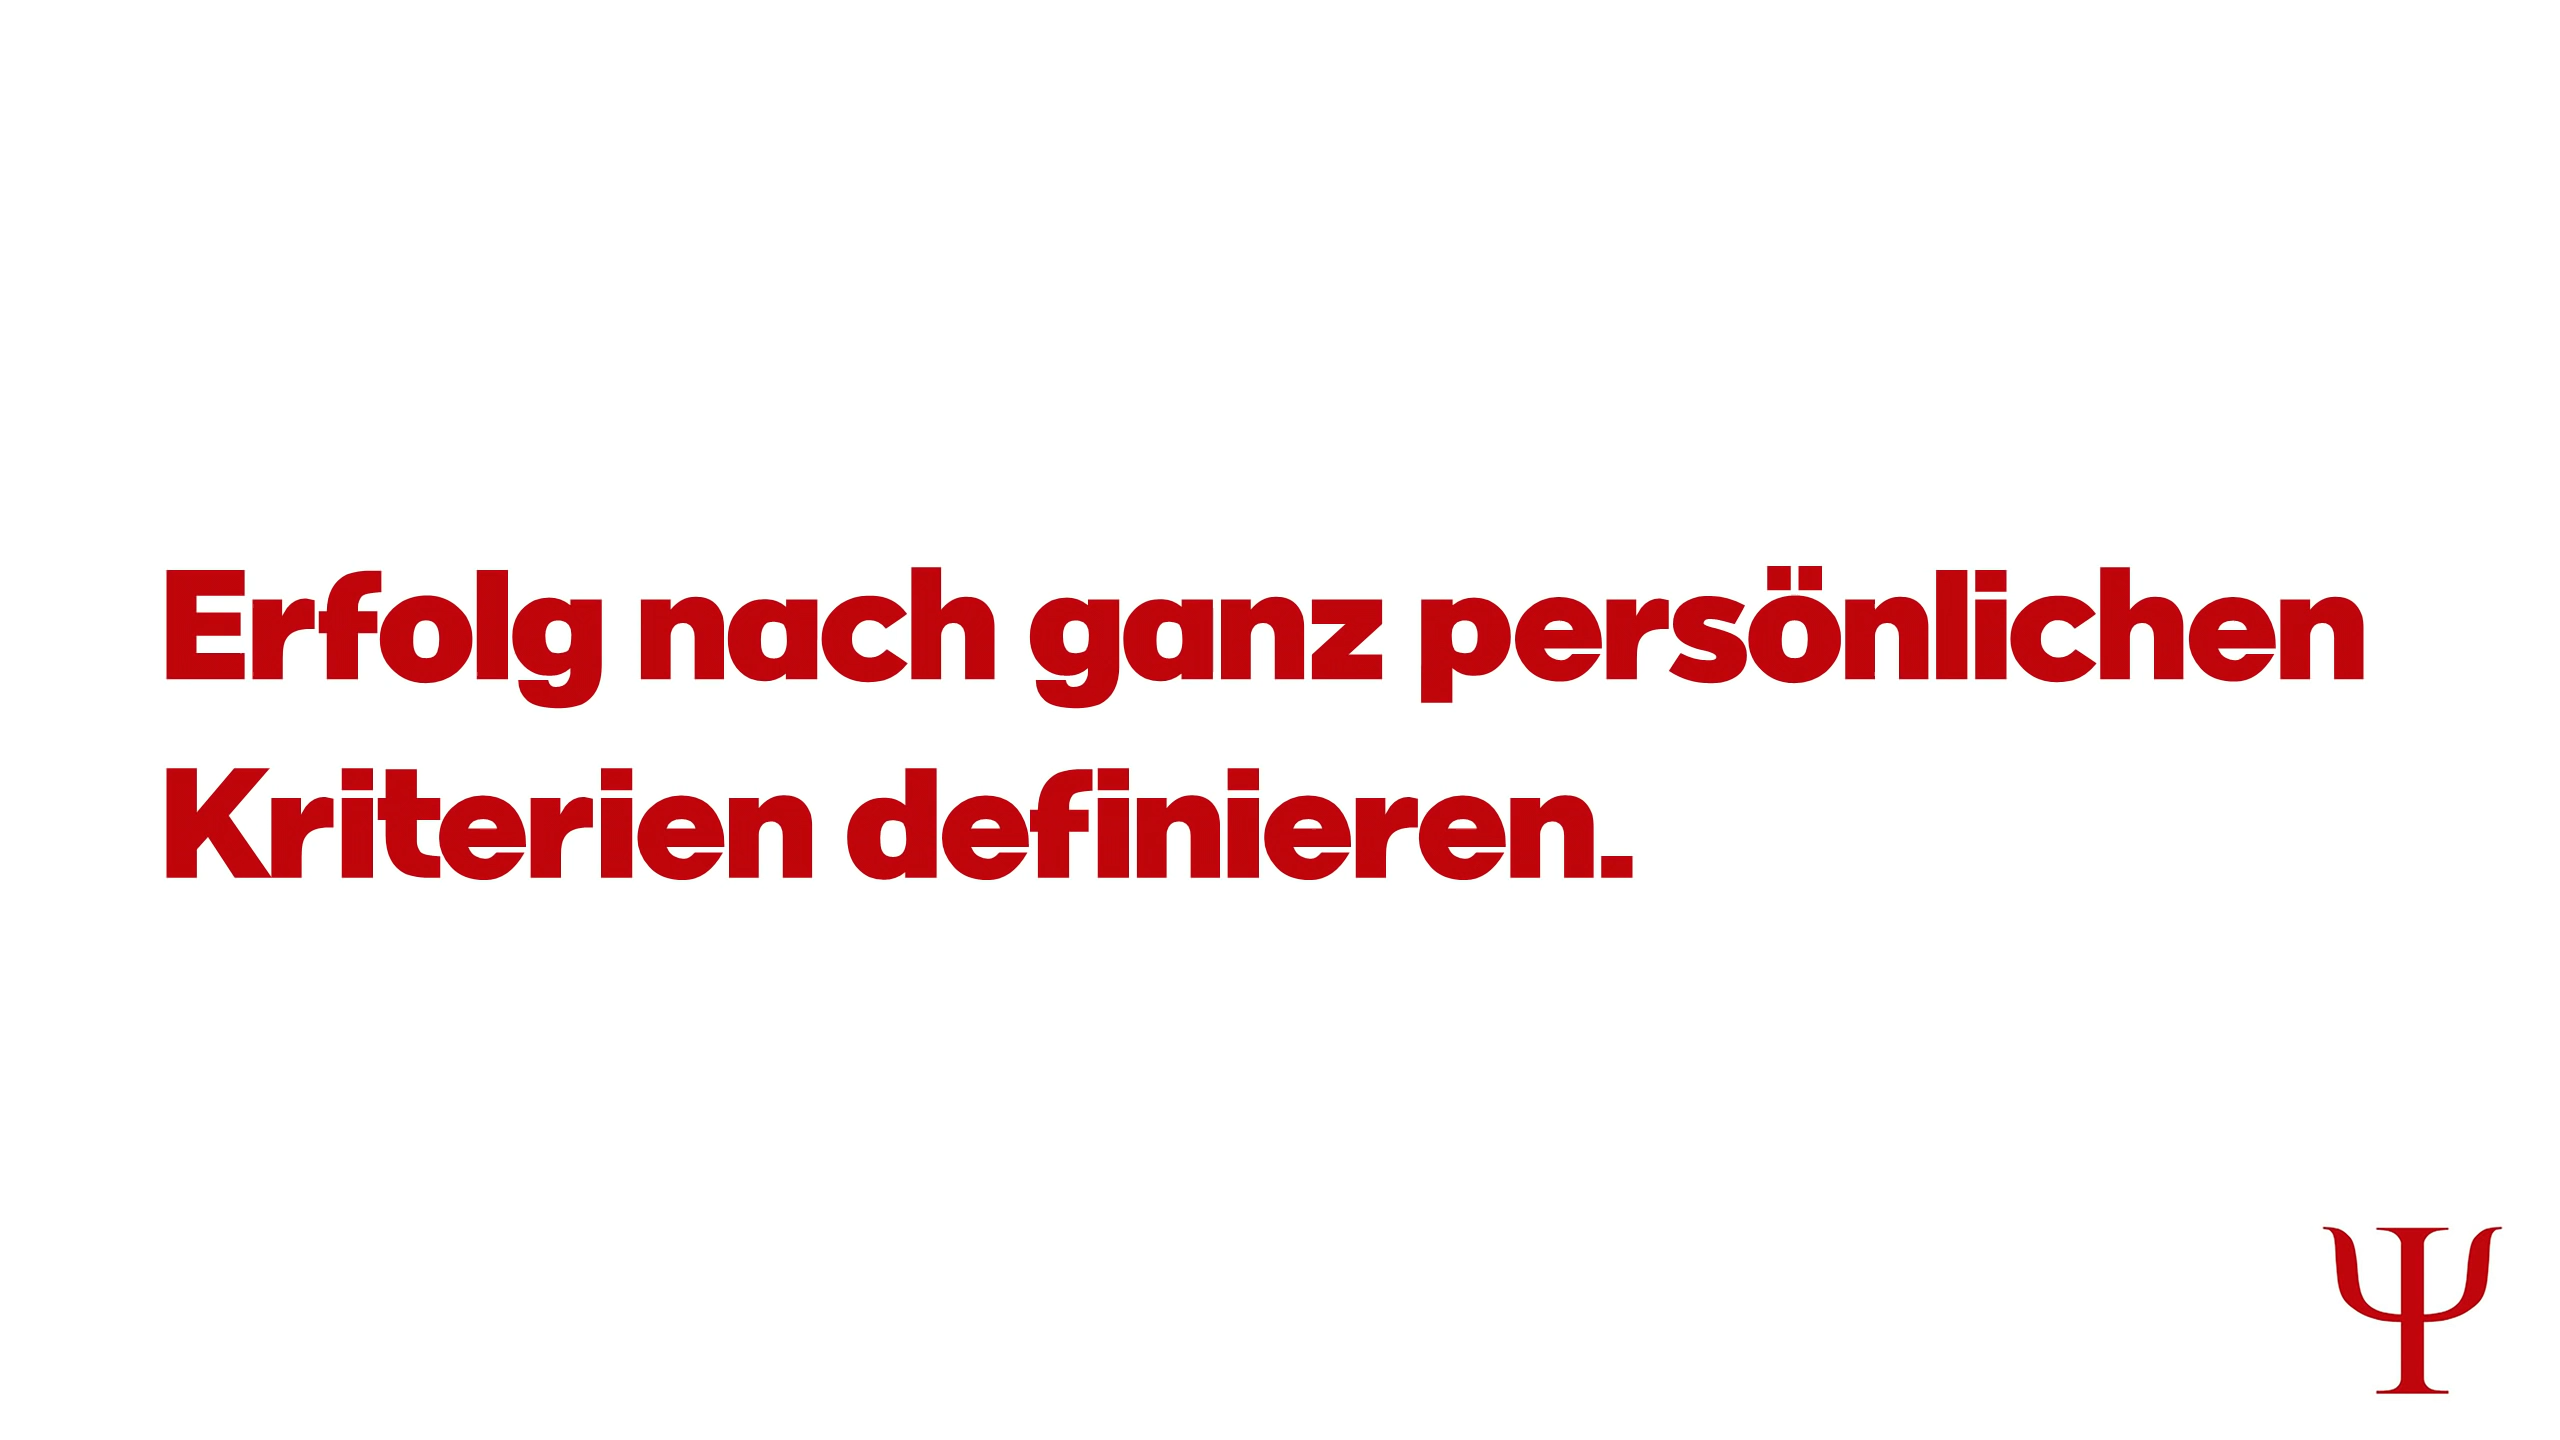 Erfolg nach ganz persönlichen
Kriterien definieren.
Ψ